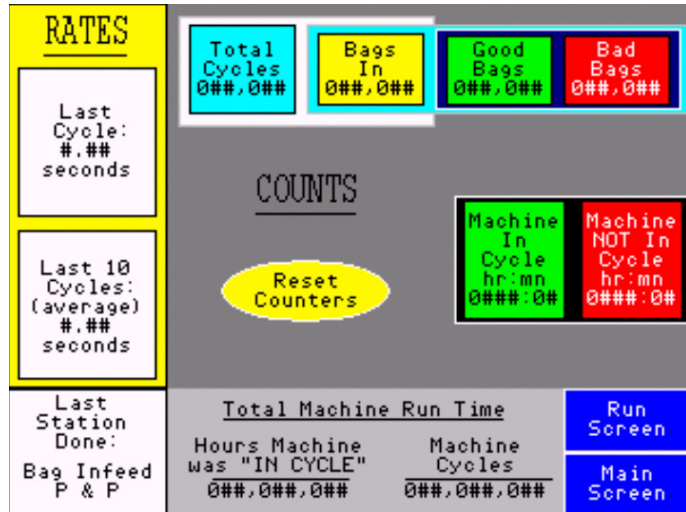 RATES
Last
Cycle:
#.##
seconds
Last 10
Cycles:
(average)
#.##
seconds
Last
Station
Done:
Bag Infeed
P & P
Total
Cycles
0##,0##
Bags
In
0##,0##
Good
Bags
0##,0##
Bad
Bags
0##,0##
COUNTS
Reset
Counters
Machine
In
Cycle
hr:mn
0###:0#
Machine
NOT In
Cycle
hr:mn
0###:0#
Total Machine Run Time
Hours Machine
was "IN CYCLE"
0##,0##,0##
Machine
Cycles
0##,0##,0##
Run
Screen
Main
Screen